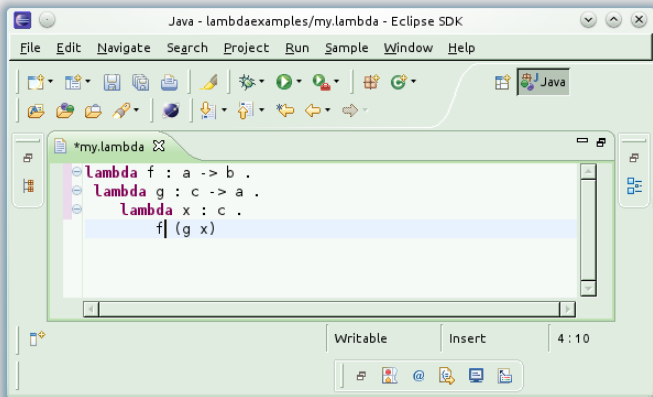 Java - lambdaexamples/my.lambda - Eclipse SDK
File Edit Navigate Search Project Run Sample Window Help
Java
*my.lambda
lambda f : a -> b .
lambda g : c -> a .
lambda x : c .
f (g x)
Writable Insert 4:10